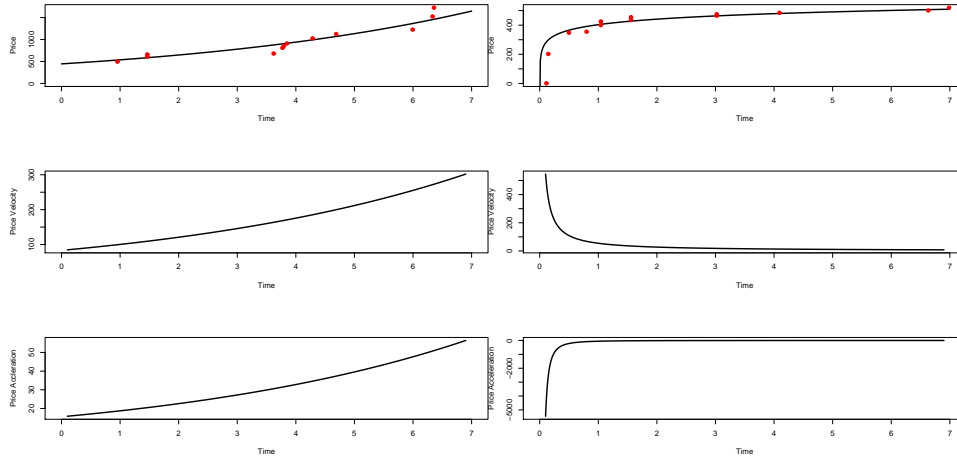 Price
0 500 1000
0 1 2 3 4 5 6 7
Time
Price
0 200 400
0 1 2 3 4 5 6 7
Time
Price Velocity
100 200 300
0 1 2 3 4 5 6 7
Time
Price Velocity
0 200 400
0 1 2 3 4 5 6 7
Time
Price Accleration
20 30 40 50
0 1 2 3 4 5 6 7
Time
Price Acceleration
-5000 -2000 0
0 1 2 3 4 5 6 7
Time